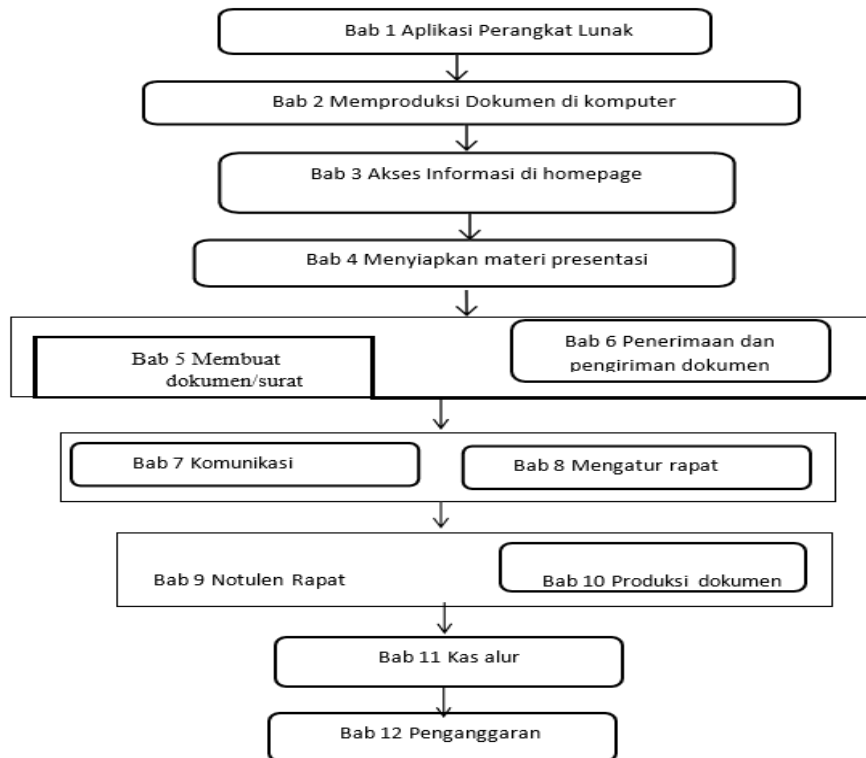 Bab 1 Aplikasi Perangkat Lunak
Bab 2 Memproduksi Dokumen di komputer
Bab 3 Akses Informasi di homepage
Bab 4 Menyiapkan materi presentasi
Bab 5 Membuat
dokumen/surat
Bab 6 Penerimaan dan
pengiriman dokumen
Bab 7 Komunikasi
Bab 8 Mengatur rapat
Bab 9 Notulen Rapat
Bab 10 Produksi dokumen
Bab 11 Kas alur
Bab 12 Penganggaran